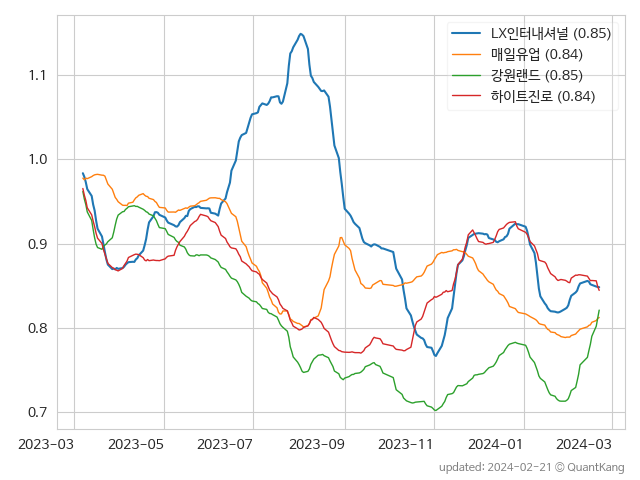 LX인터내셔널 (0.85)
매일유업 (0.84)
강원랜드 (0.85)
하이트진로 (0.84)
1.1
1.0
0.9
0.8
0.7
2023-03 2023-05 2023-07 2023-09 2023-11 2024-01 2024-03
updated: 2024-02-21 © QuantKang